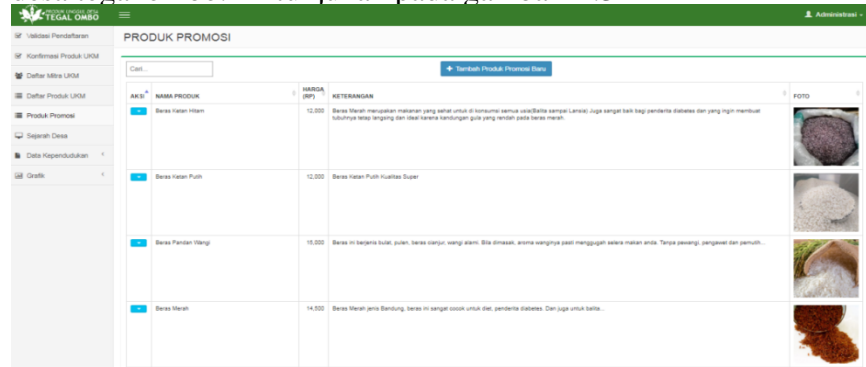 PRODUK UNGGUL DESA
TEGAL OMBO
Administrasi
Validasi Pendaftaran
Konfirmasi Produk UKM
Daftar Mitra UKM
Daftar Produk UKM
Produk Promosi
Sejarah Desa
Data Kependudukan
Grafik
PRODUK PROMOSI
Cari...
+ Tambah Produk Promosi Baru
AKSI NAMA PRODUK HARGA (RP) KETERANGAN FOTO
Beras Ketan Hitam 12,000 Beras Merah merupakan makanan yang sehat untuk di konsumsi semua usia(Balita sampai Lansia) Juga sangat baik bagi penderita diabetes dan yang ingin membuat
tubuhnya tetap langsing dan ideal karena kandungan gula yang rendah pada beras merah.
Beras Ketan Putih 12,000 Beras Ketan Putih Kualitas Super
Beras Pandan Wangi 15,000 Beras ini berjenis bulat, pulen, beras cianjur, wangi alami. Bila dimasak, aroma wanginya pasti menggugah selera makan anda. Tanpa pewangi, pengawet dan pemutih...
Beras Merah 14,500 Beras Merah jenis Bandung, beras ini sangat cocok untuk diet, penderita diabetes. Dan juga untuk balita...